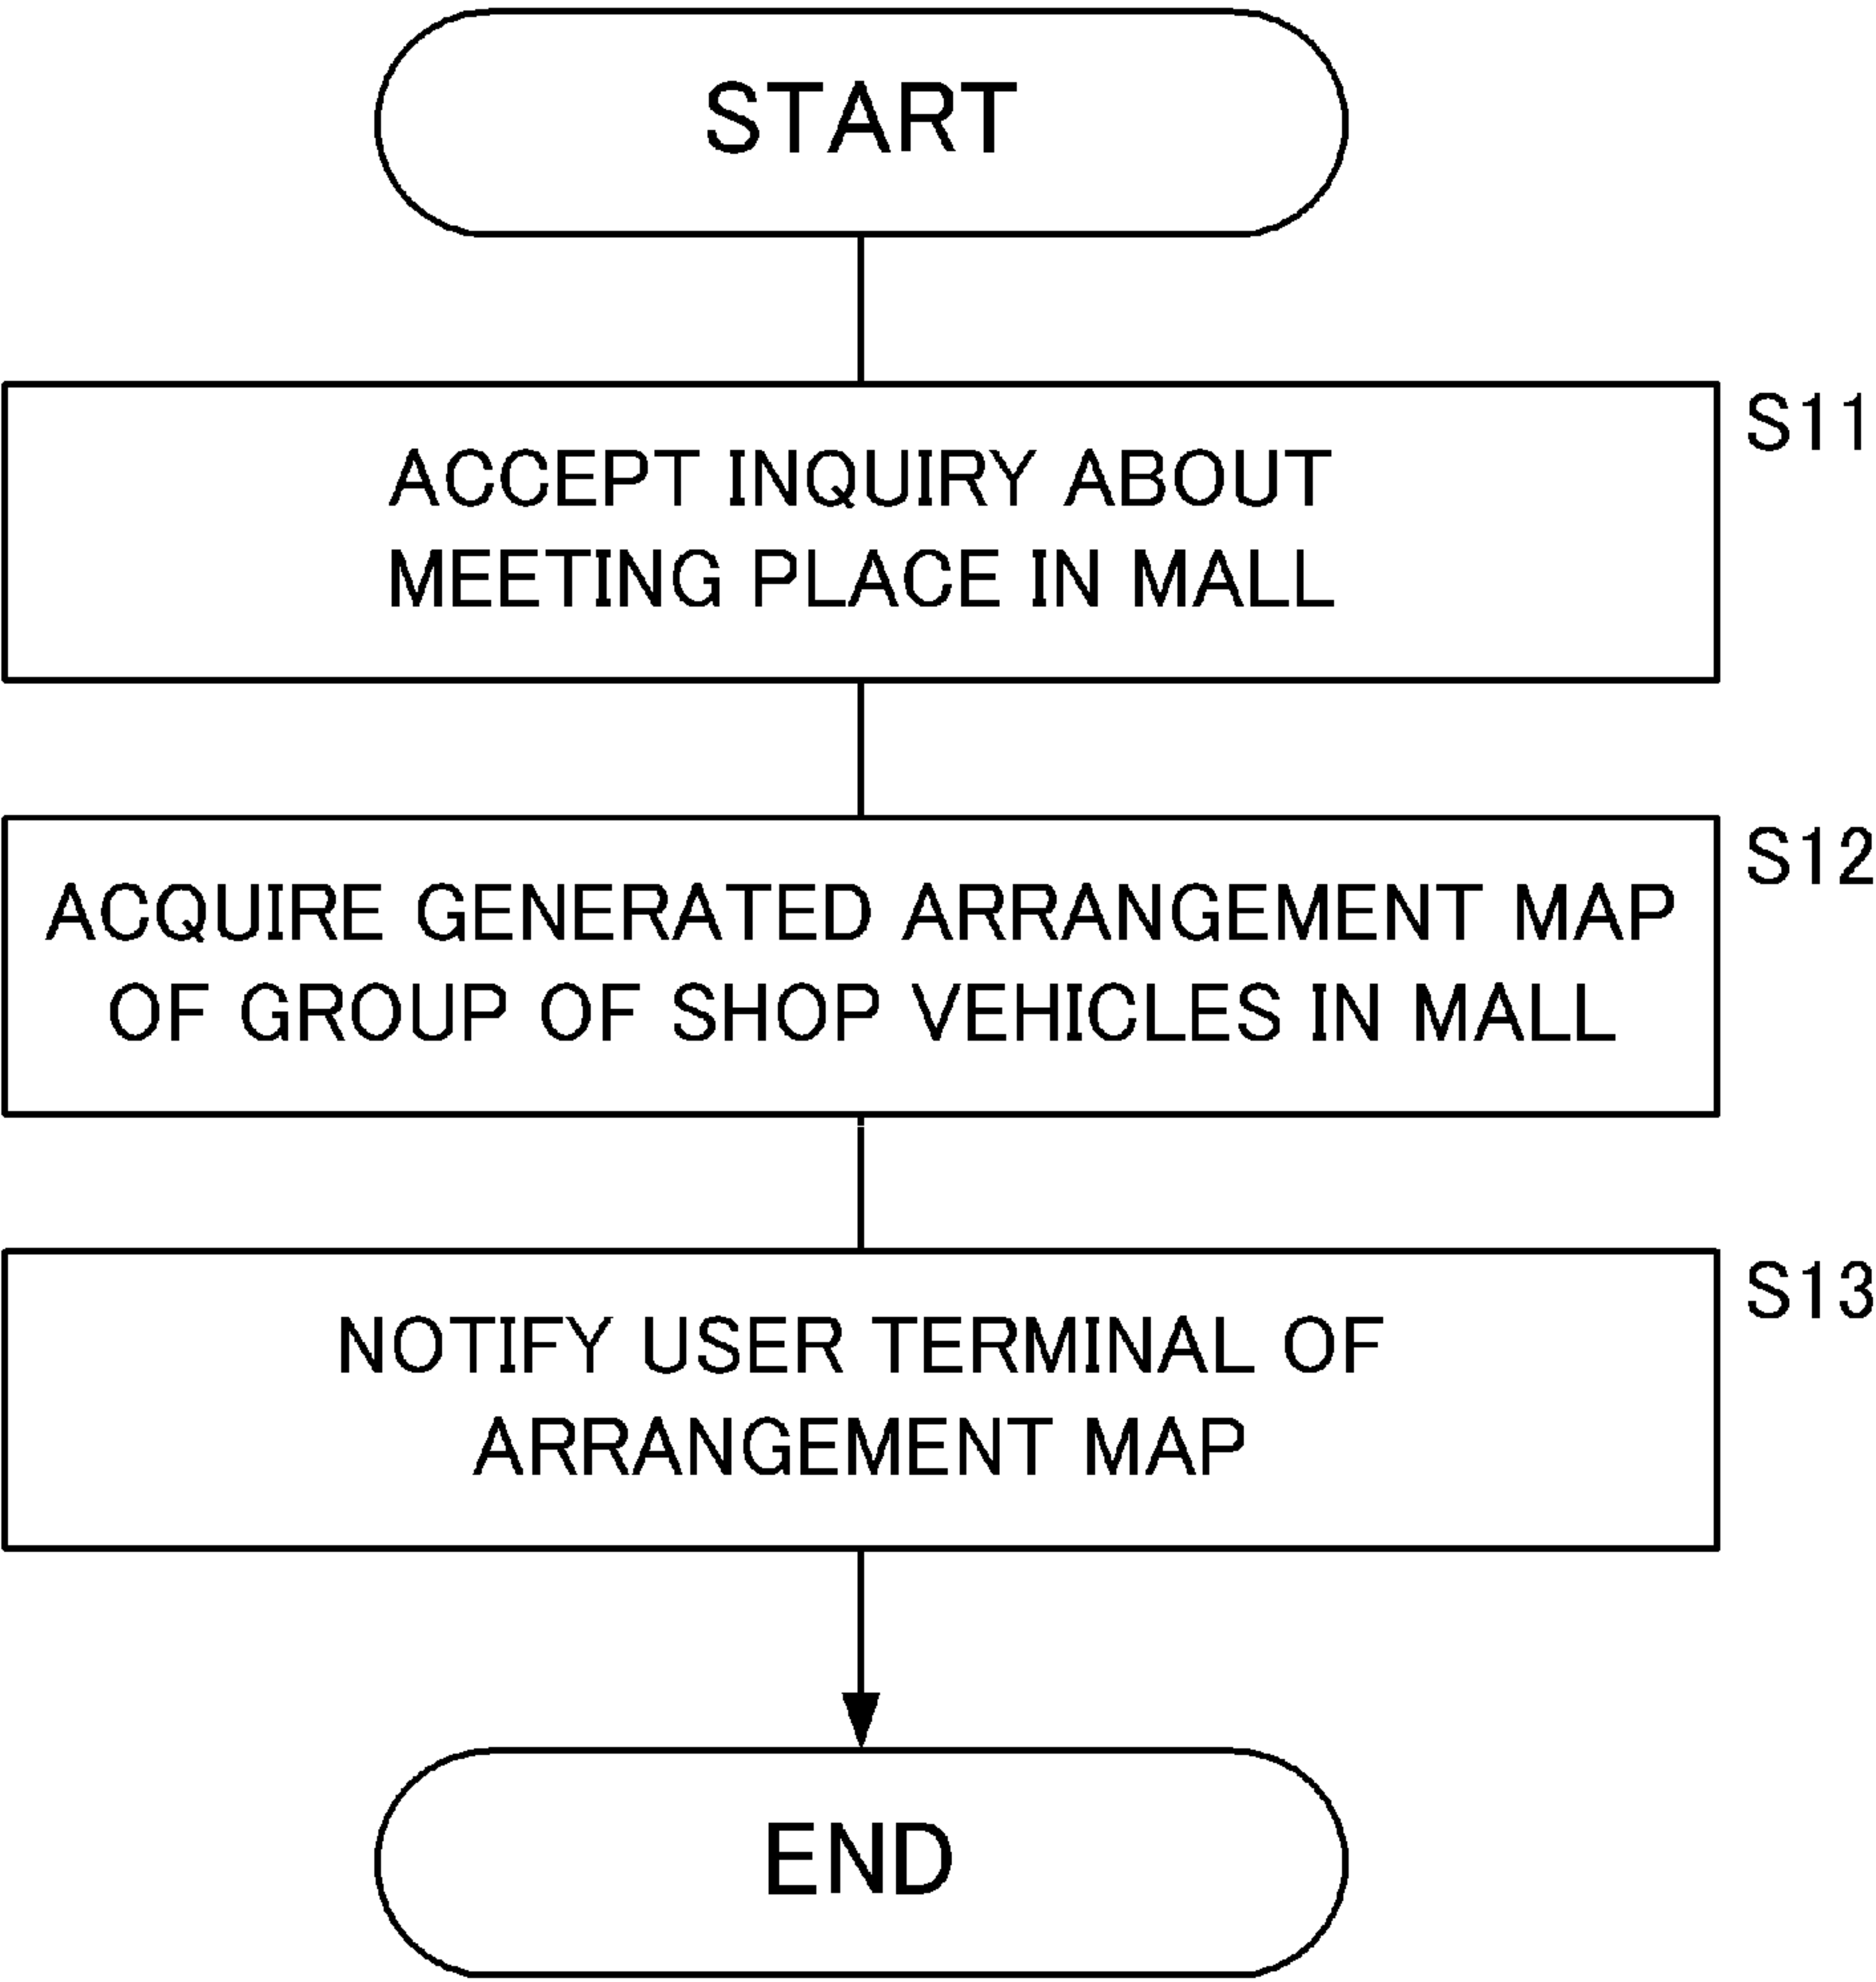 START
S11
ACCEPT INQUIRY ABOUT
MEETING PLACE IN MALL
S12
ACQUIRE GENERATED ARRANGEMENT MAP
OF GROUP OF SHOP VEHICLES IN MALL
S13
NOTIFY USER TERMINAL OF
ARRANGEMENT MAP
END